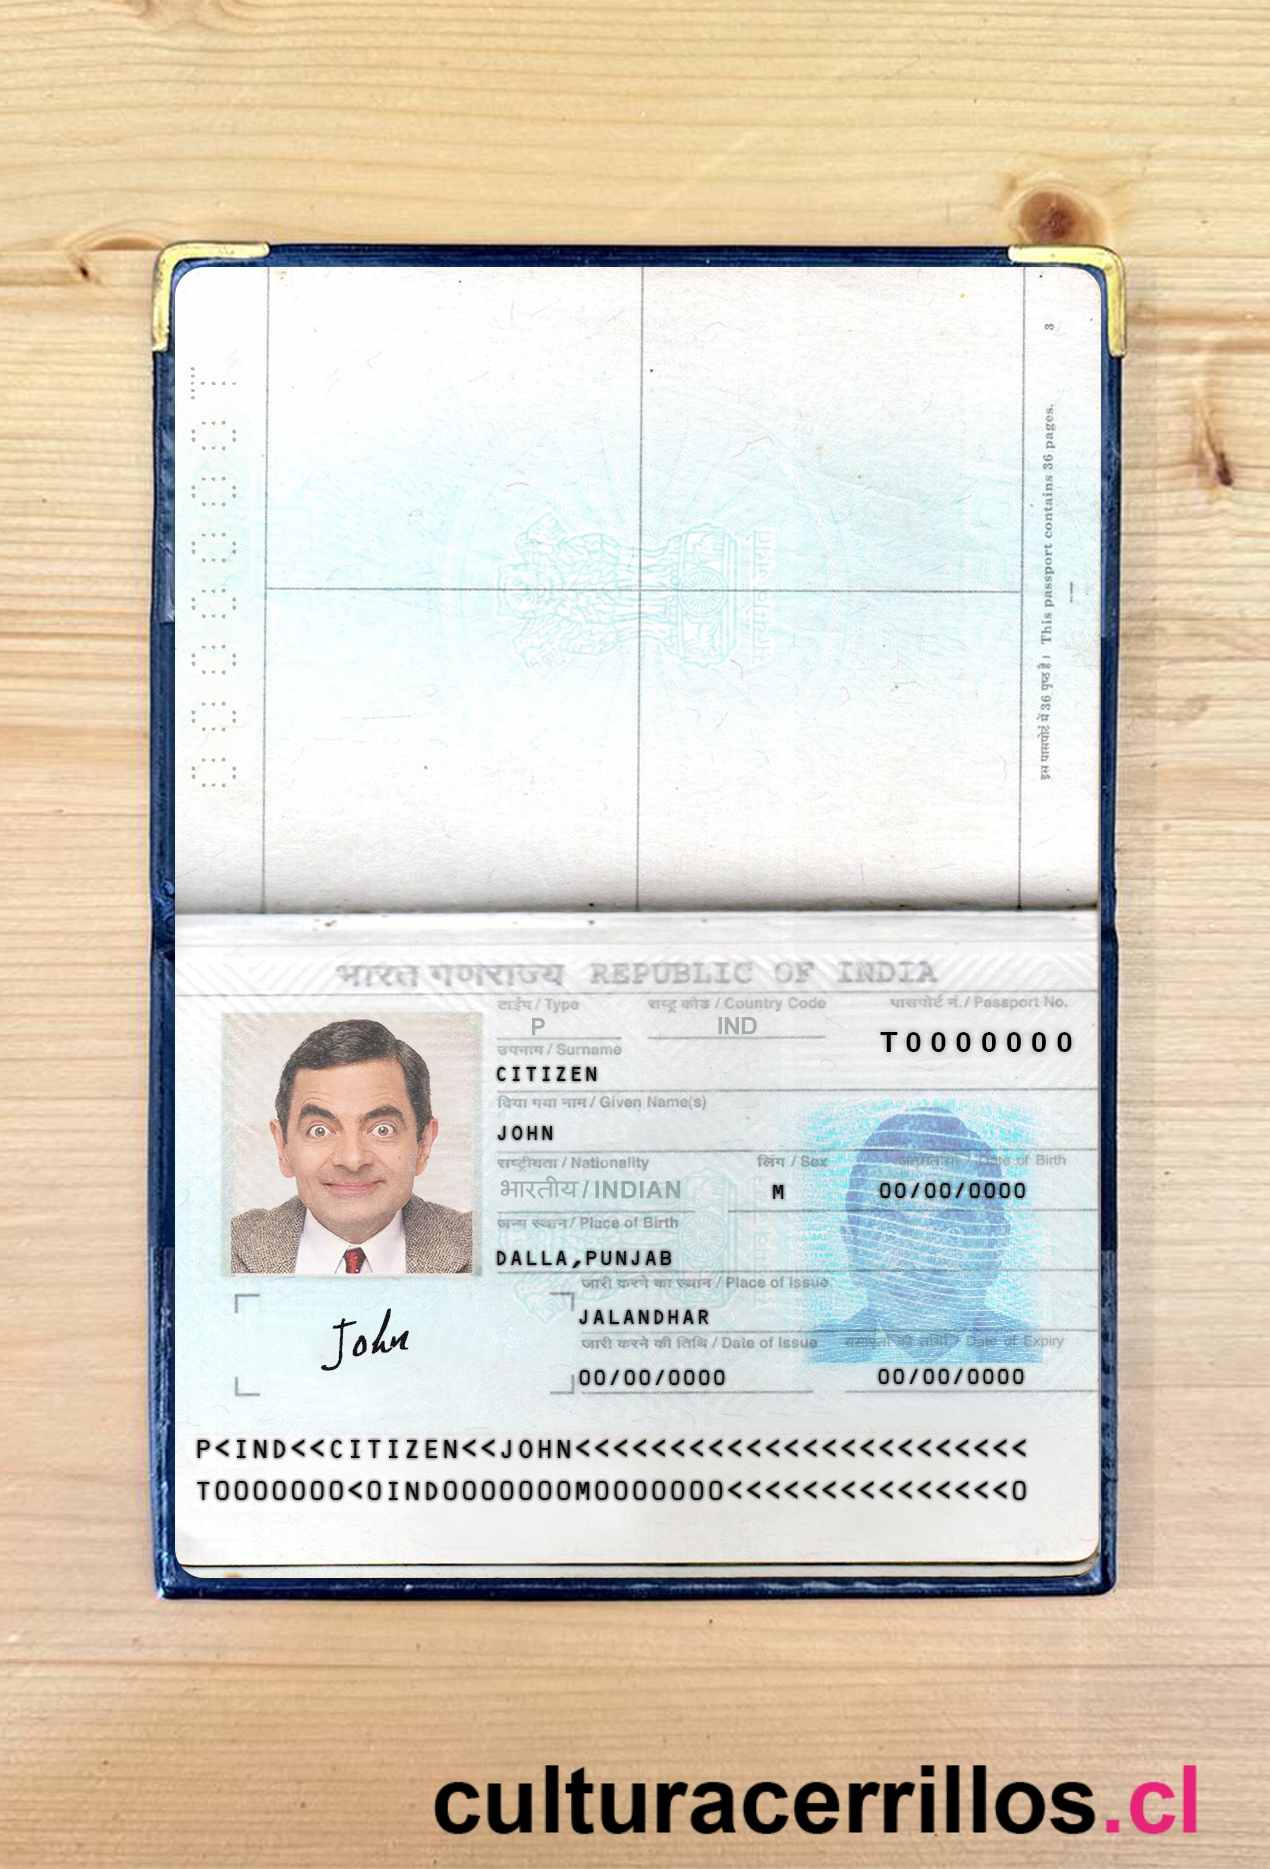 T0000000
3
इस पासपोर्ट में 36 पृष्ठ हैं। This passport contains 36 pages.
भारत गणराज्य REPUBLIC OF INDIA
टाईप / Type राष्ट्र कोड / Country Code पासपोर्ट नं. / Passport No.
P IND T0000000
उपनाम / Surname
CITIZEN
दिया गया नाम / Given Name(s)
JOHN
राष्ट्रीयता / Nationality लिंग / Sex जन्मतिथि / Date of Birth
भारतीय / INDIAN M 00/00/0000
जन्म स्थान / Place of Birth
DALLA,PUNJAB
जारी करने का स्थान / Place of Issue
JALANDHAR
John
जारी करने की तिथि / Date of Issue समाप्ति की तिथि / Date of Expiry
00/00/0000 00/00/0000
P<IND<<CITIZEN<<JOHN<<<<<<<<<<<<<<<<<<<<<<<<
T0000000<0IND0000000M0000000<<<<<<<<<<<<<<<0
culturacerrillos.cl